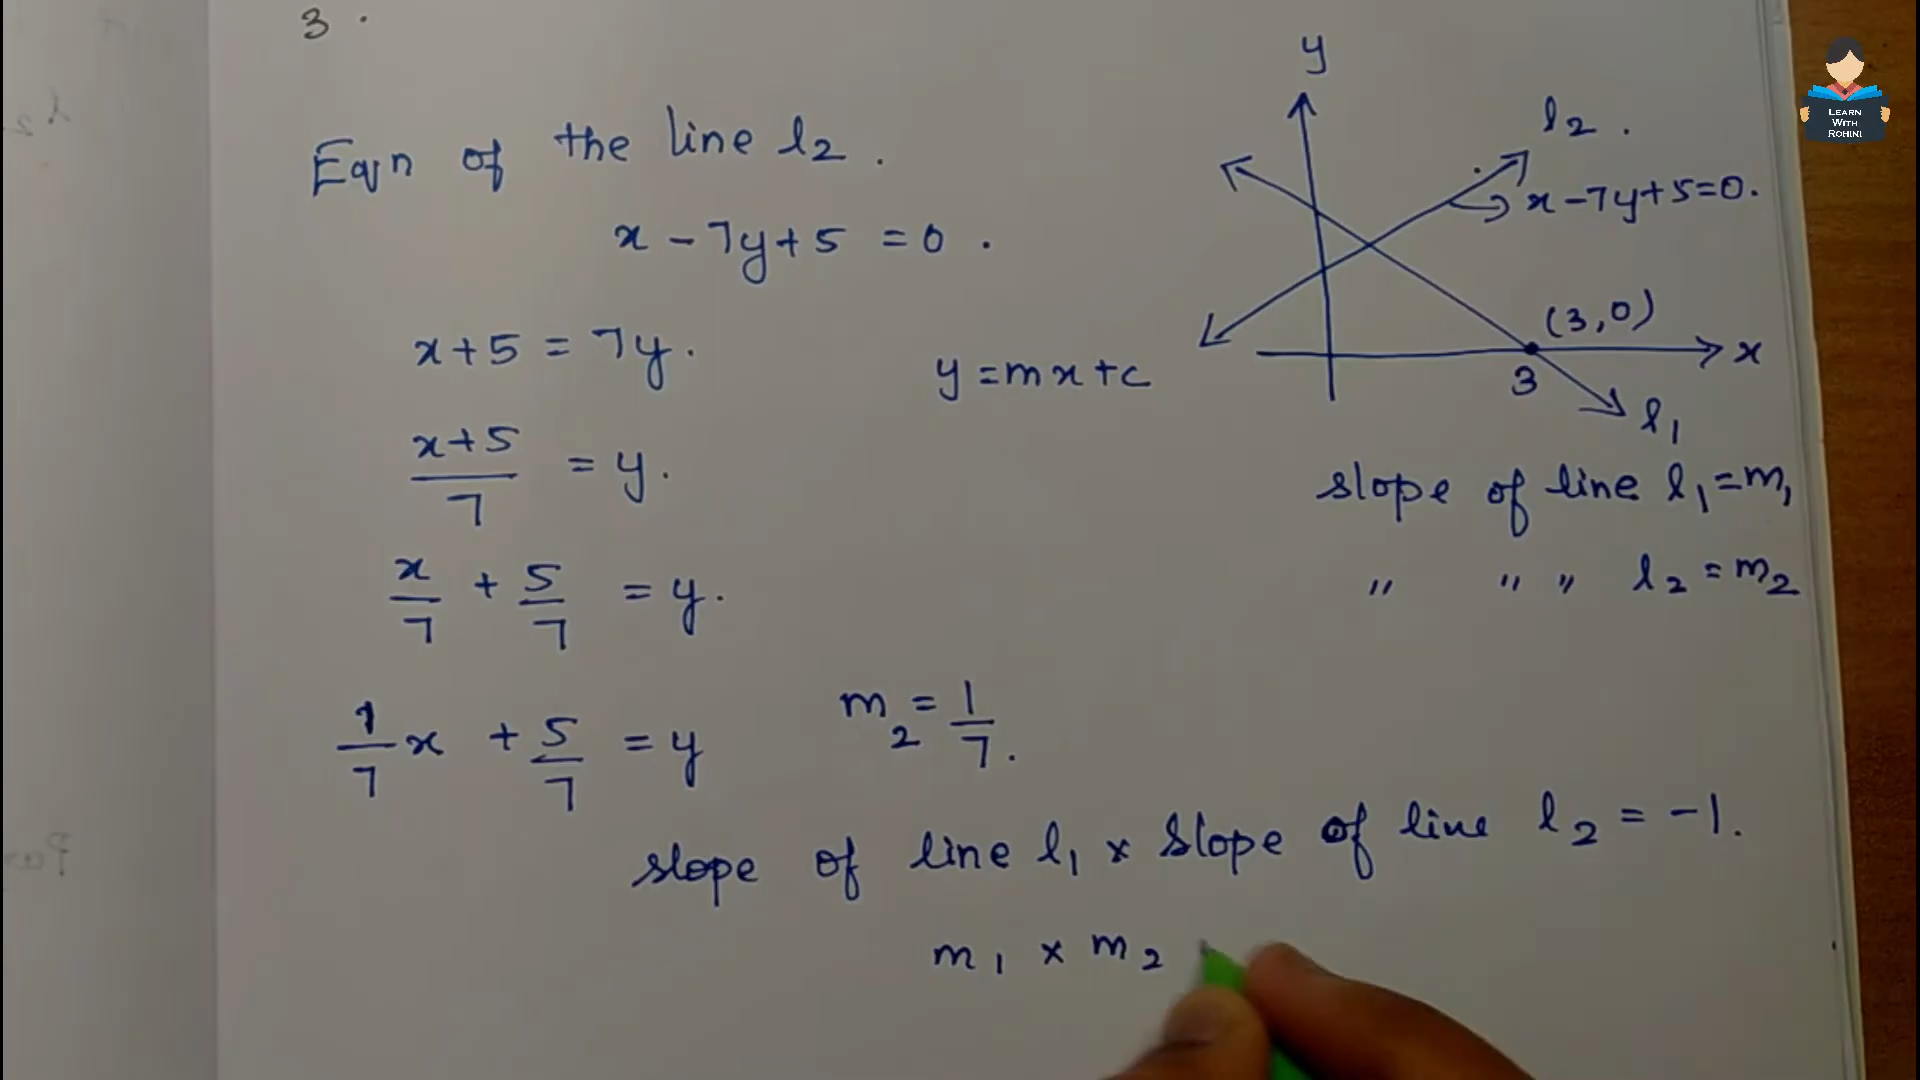 3.
Eqn of the line l2.
x - 7y + 5 = 0.
x + 5 = 7y.
x+5/7 = y.
x/7 + 5/7 = y.
1/7 x + 5/7 = y
y = mx + c
m2 = 1/7.
y
l2.
x - 7y + 5 = 0.
(3,0)
x
3
l1
slope of line l1 = m1
" " " l2 = m2
slope of line l1 × slope of line l2 = -1.
m1 × m2
LEARN
WITH
ROHINI